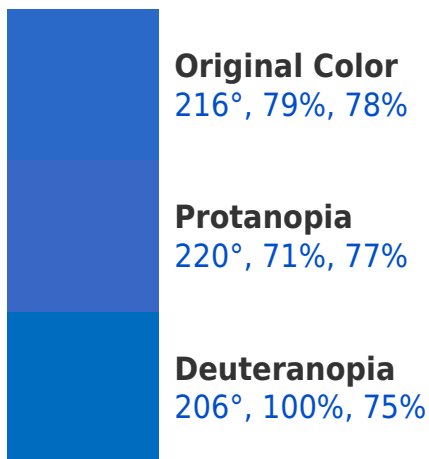 Original Color
216°, 79%, 78%
Protanopia
220°, 71%, 77%
Deuteranopia
206°, 100%, 75%